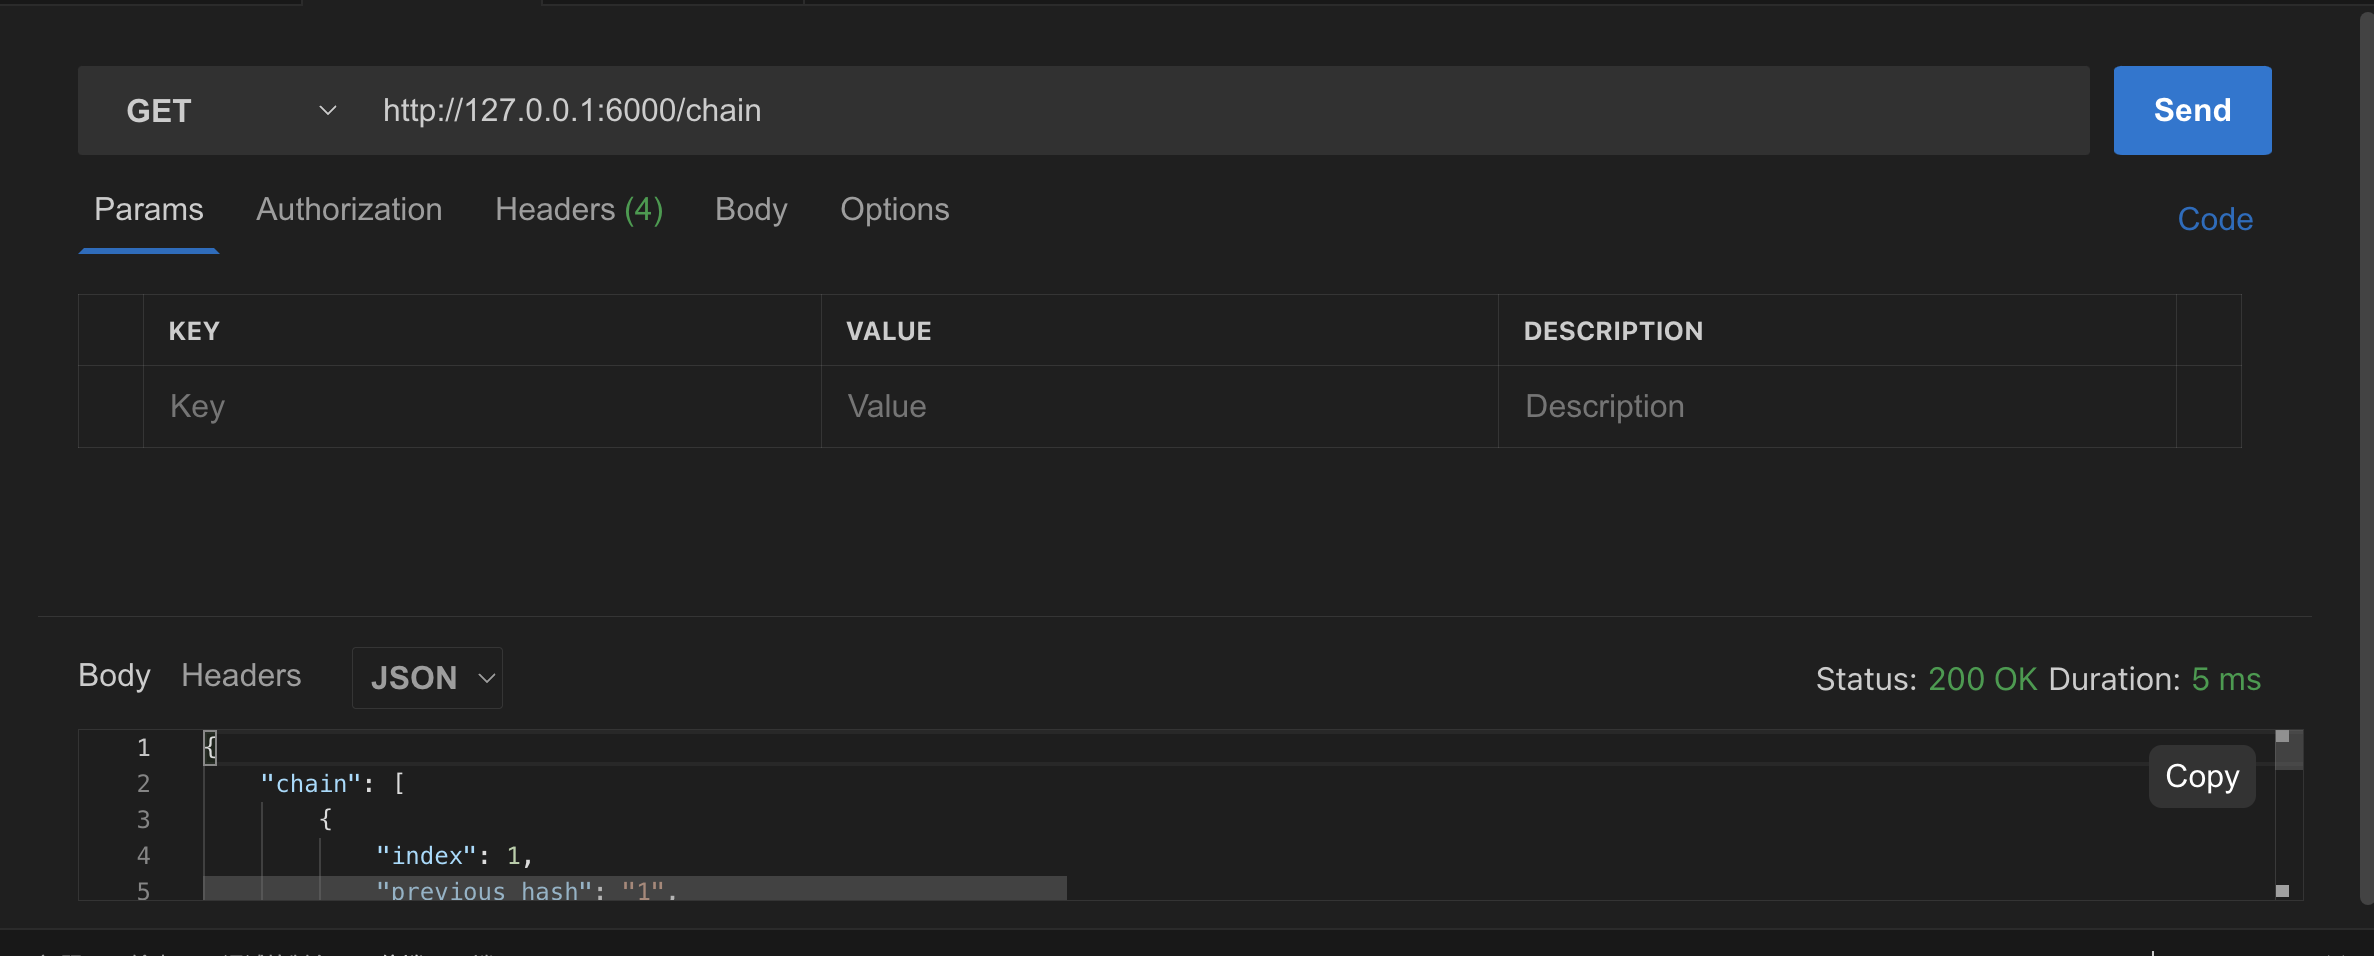 GET http://127.0.0.1:6000/chain Send
Params Authorization Headers (4) Body Options Code
KEY VALUE DESCRIPTION
Key Value Description
Body Headers JSON Status: 200 OK Duration: 5 ms
1 {
2 "chain": [
Copy
3 {
4 "index": 1,
5 "previous_hash": "1",